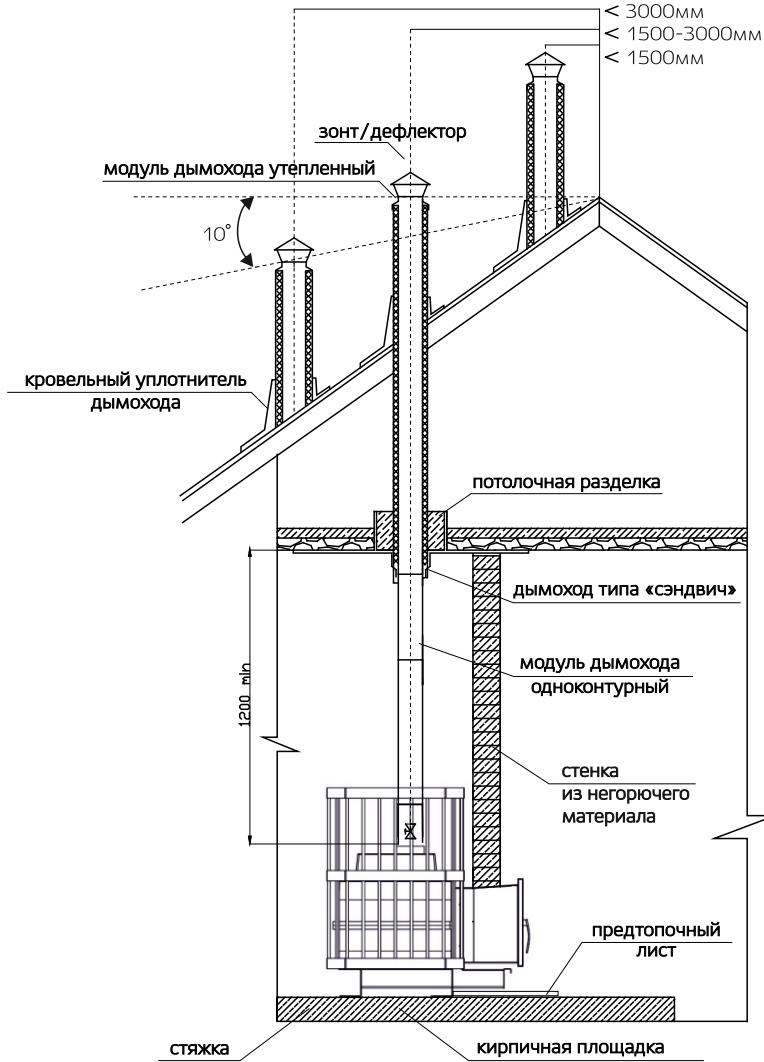 < 3000мм
< 1500-3000мм
< 1500мм
зонт/дефлектор
модуль дымохода утепленный
10°
кровельный уплотнитель
дымохода
потолочная разделка
дымоход типа «сэндвич»
модуль дымохода
одноконтурный
1200 min
стенка
из негорючего
материала
предтопочный
лист
стяжка
кирпичная площадка